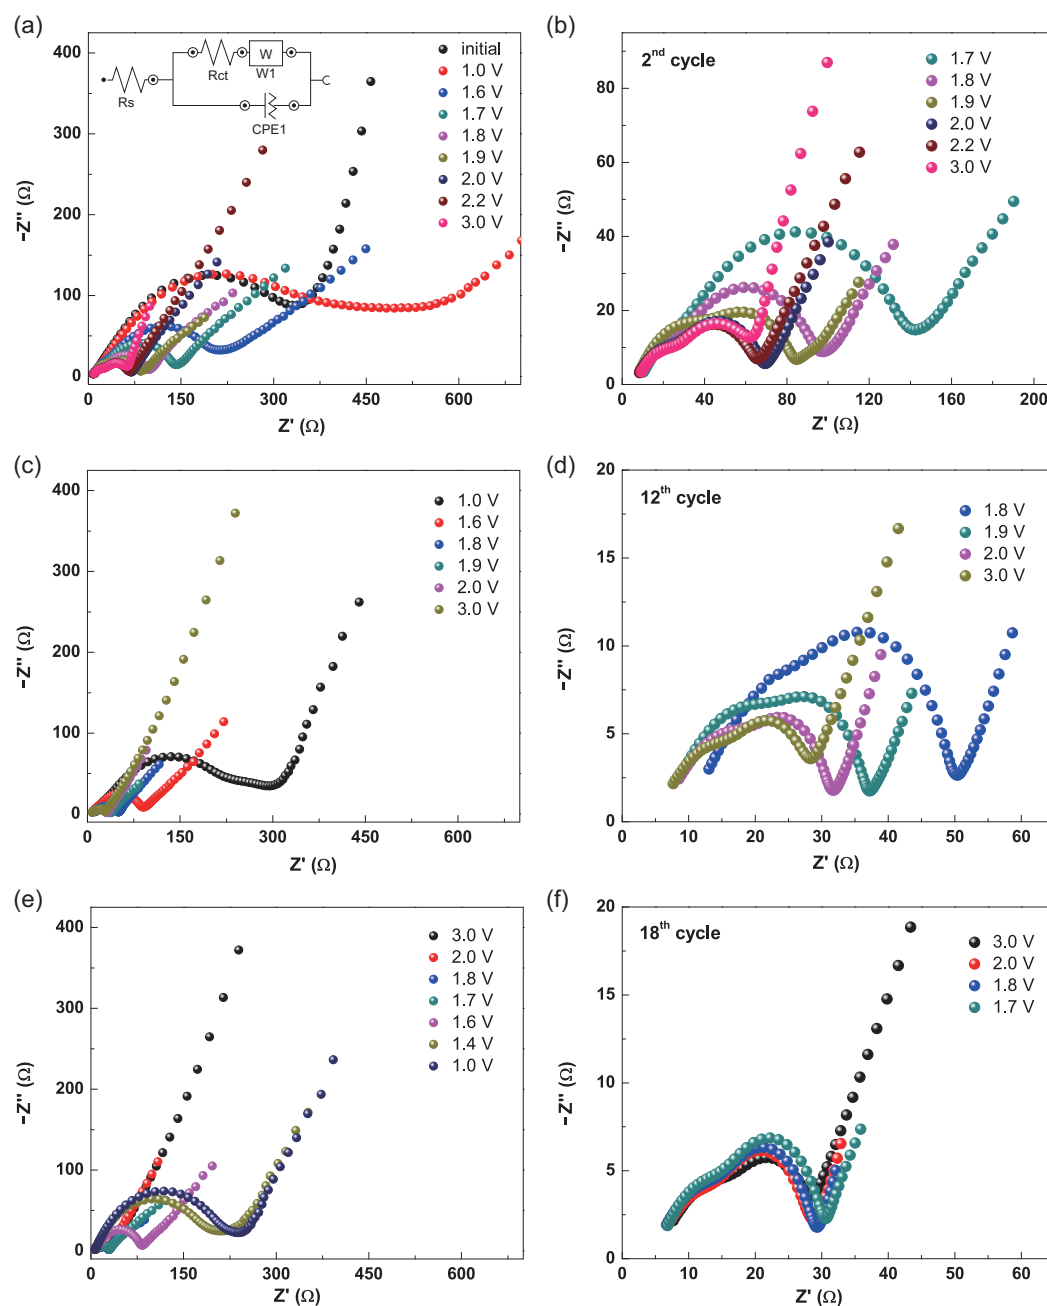 (a)
400
300
200
100
0
−Z'' (Ω)
0
150
300
450
600
Z' (Ω)
Rs
Rct
W
W1
CPE1
initial
1.0 V
1.6 V
1.7 V
1.8 V
1.9 V
2.0 V
2.2 V
3.0 V
(b)
2nd cycle
80
60
40
20
0
−Z'' (Ω)
0
40
80
120
160
200
Z' (Ω)
1.7 V
1.8 V
1.9 V
2.0 V
2.2 V
3.0 V
(c)
400
300
200
100
0
−Z'' (Ω)
0
150
300
450
600
Z' (Ω)
1.0 V
1.6 V
1.8 V
1.9 V
2.0 V
3.0 V
(d)
12th cycle
20
15
10
5
0
−Z'' (Ω)
0
10
20
30
40
50
60
Z' (Ω)
1.8 V
1.9 V
2.0 V
3.0 V
(e)
400
300
200
100
0
−Z'' (Ω)
0
150
300
450
600
Z' (Ω)
3.0 V
2.0 V
1.8 V
1.7 V
1.6 V
1.4 V
1.0 V
(f)
18th cycle
20
15
10
5
0
−Z'' (Ω)
0
10
20
30
40
50
60
Z' (Ω)
3.0 V
2.0 V
1.8 V
1.7 V